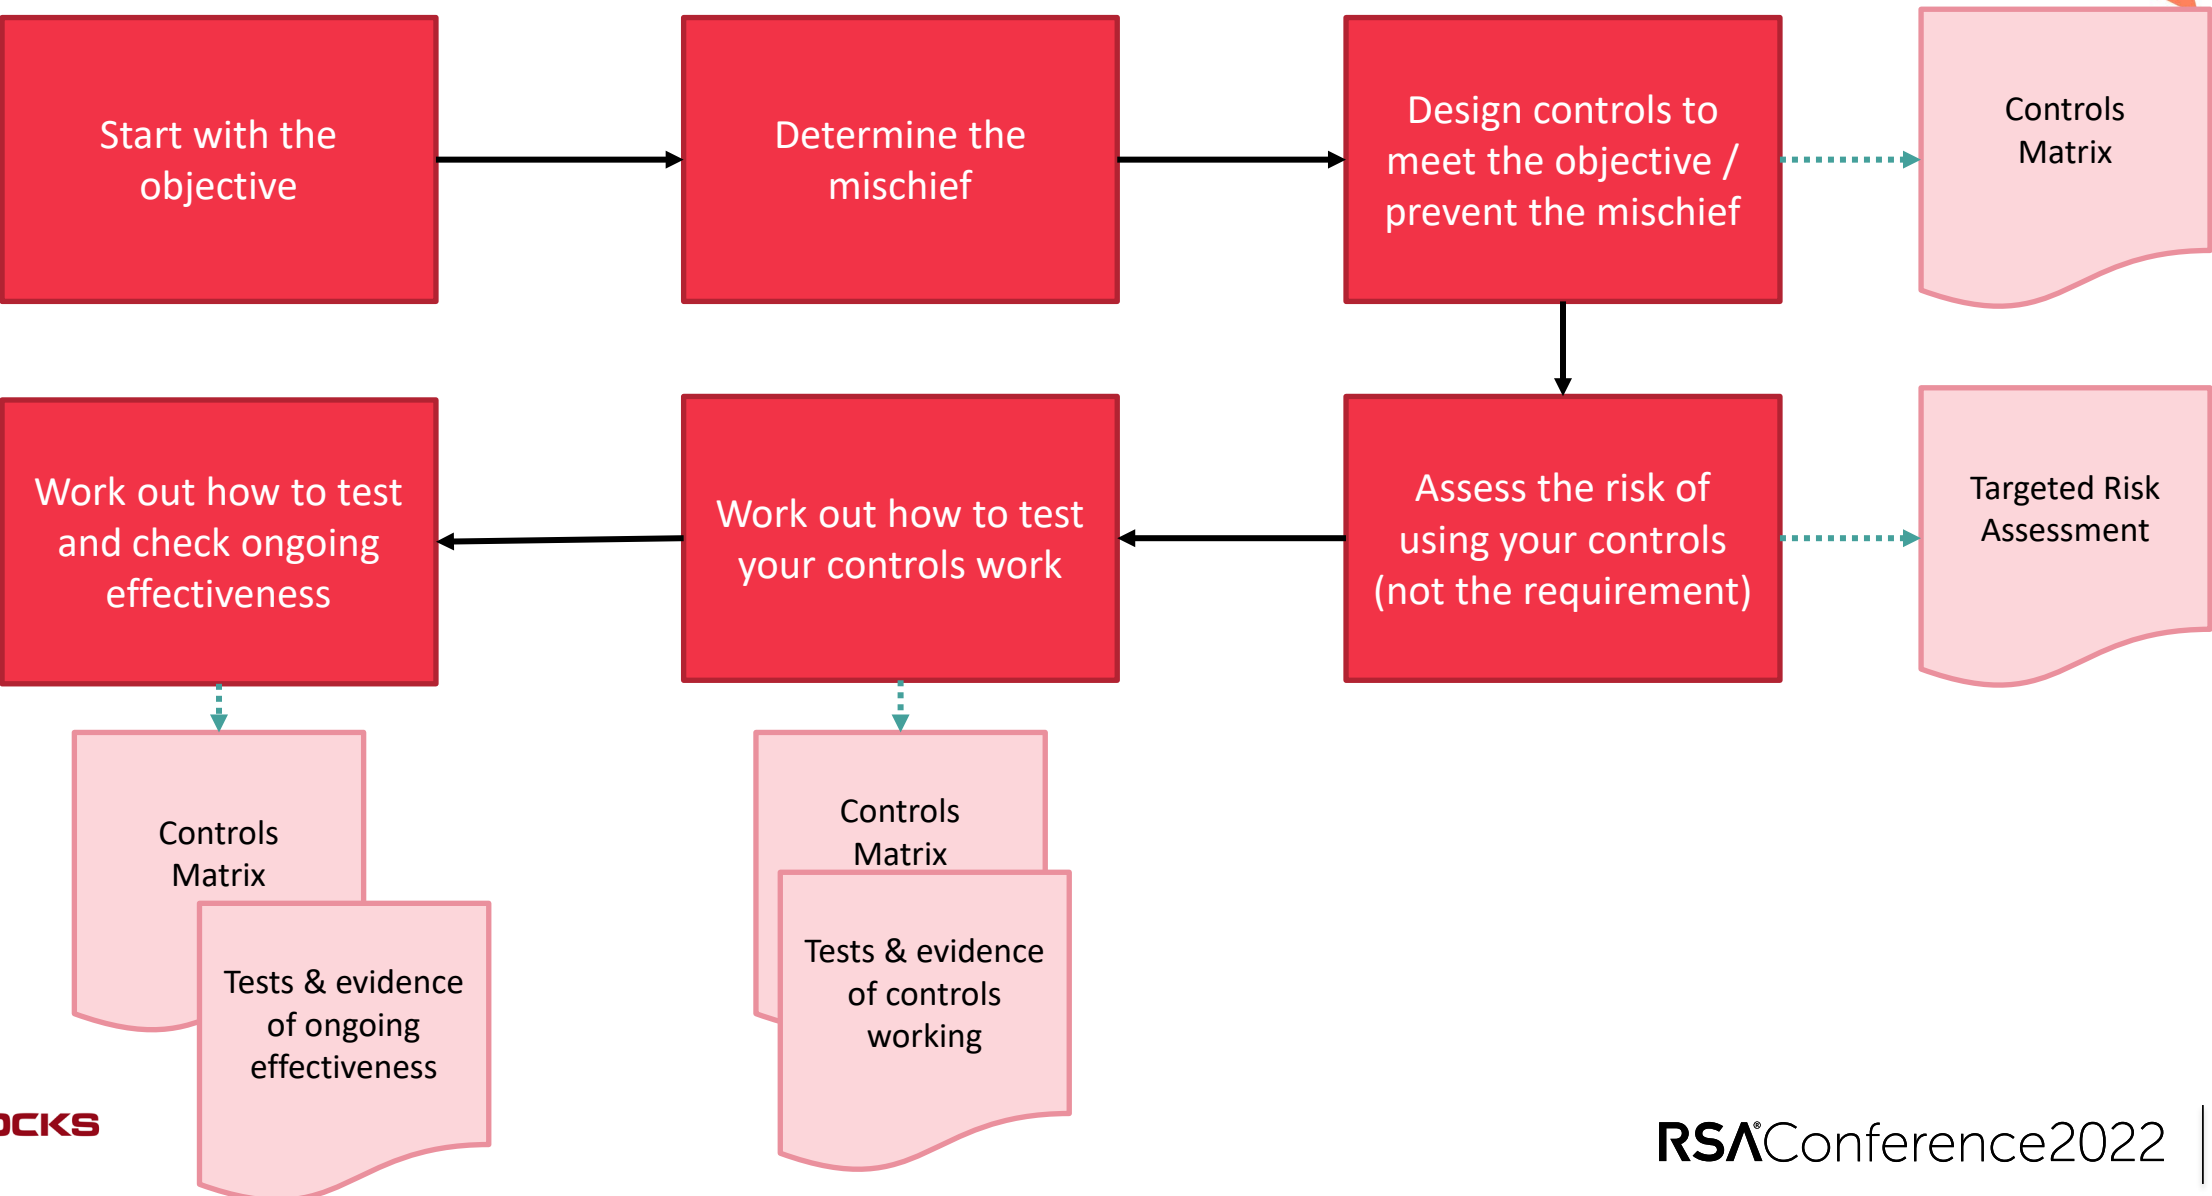 Start with the
objective
Determine the
mischief
Design controls to
meet the objective /
prevent the mischief
Controls
Matrix
Work out how to test
and check ongoing
effectiveness
Work out how to test
your controls work
Assess the risk of
using your controls
(not the requirement)
Targeted Risk
Assessment
Controls
Matrix
Tests & evidence
of ongoing
effectiveness
Controls
Matrix
Tests & evidence
of controls
working
RSA®Conference2022